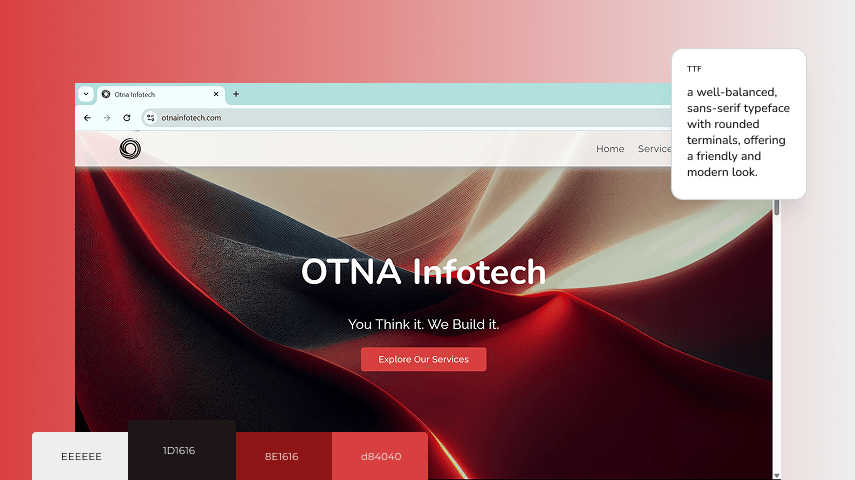 TTF
a well-balanced,
sans-serif typeface
with rounded
terminals, offering
a friendly and
modern look.
Otna Infotech
otnainfotech.com
Home Service
OTNA Infotech
You Think it. We Build it.
Explore Our Services
EEEEEE 1D1616 8E1616 d84040